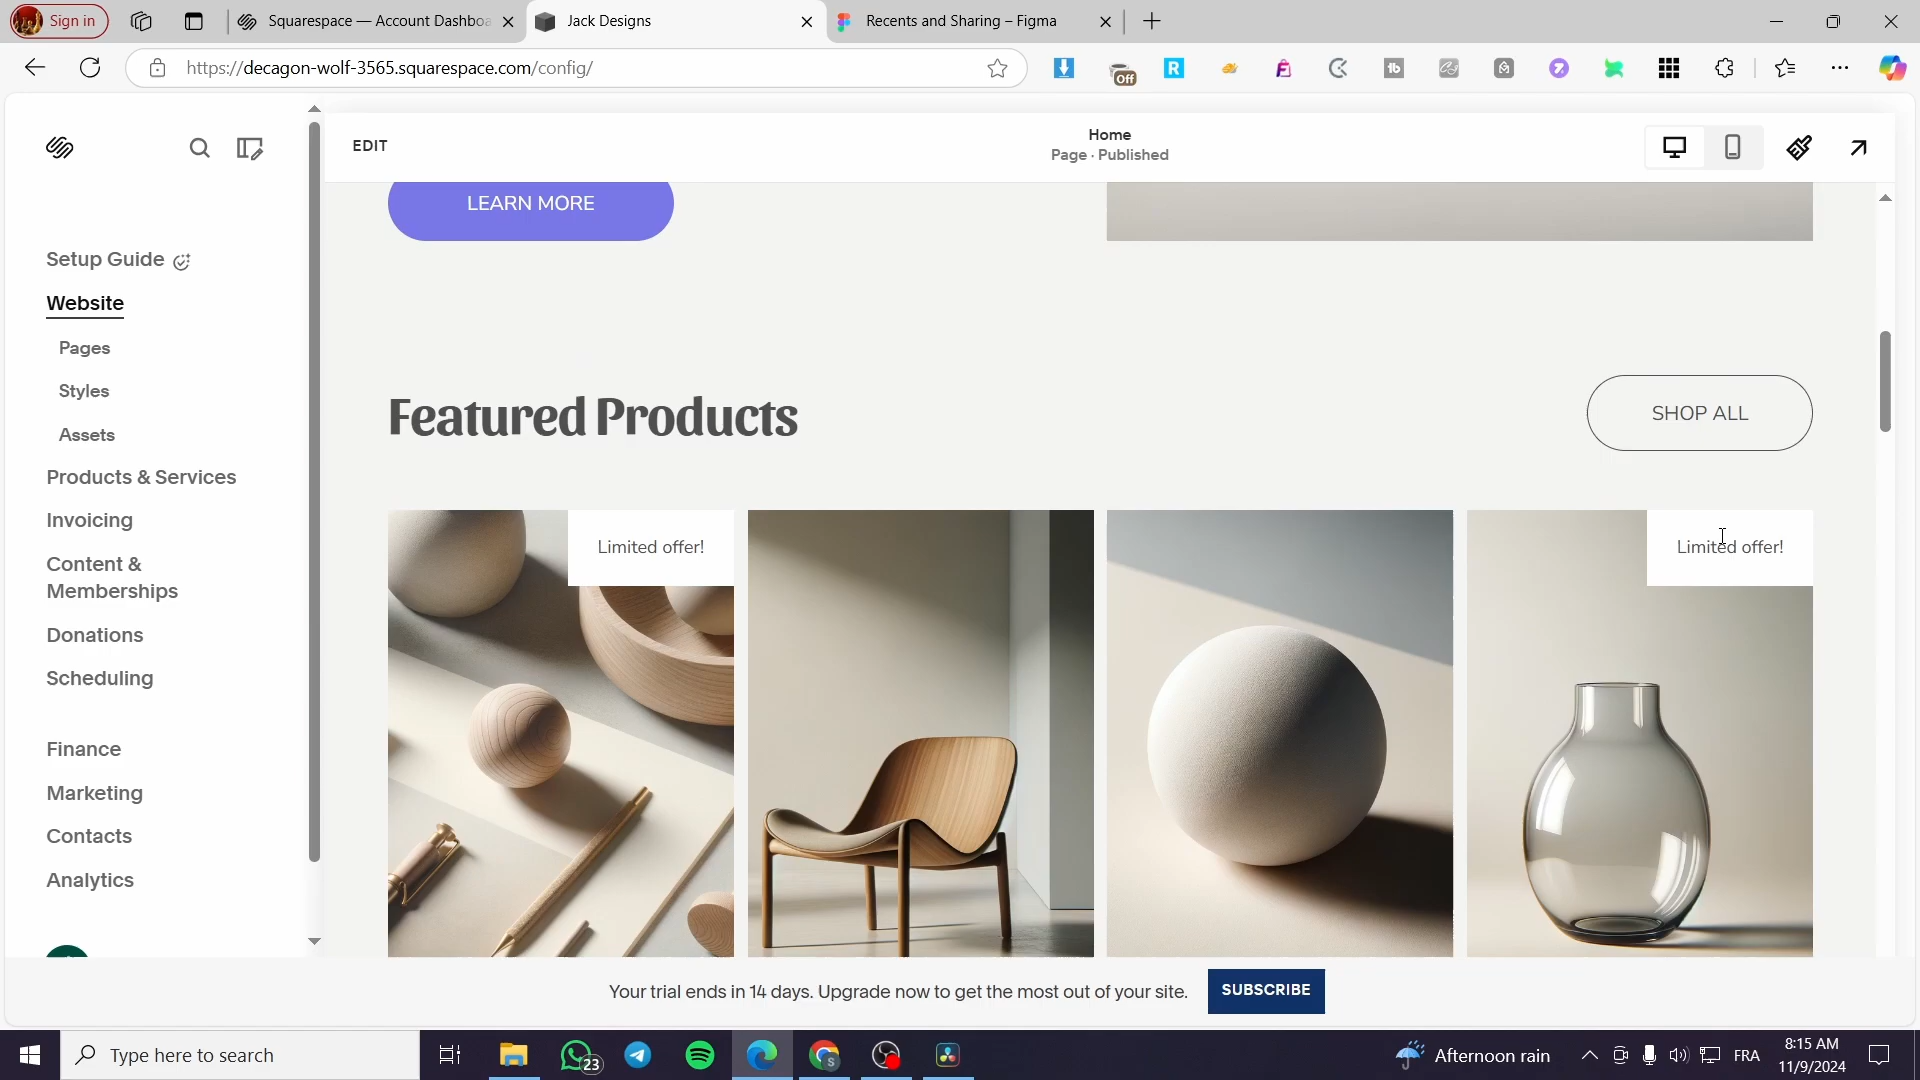 Sign in
Squarespace — Account Dashboa
Jack Designs
Recents and Sharing – Figma
https://decagon-wolf-3565.squarespace.com/config/
Off
EDIT
Home
Page · Published
Setup Guide
Website
Pages
Styles
Assets
Products & Services
Invoicing
Content &
Memberships
Donations
Scheduling
Finance
Marketing
Contacts
Analytics
LEARN MORE
Featured Products
SHOP ALL
Limited offer!
Limited offer!
Your trial ends in 14 days. Upgrade now to get the most out of your site.
SUBSCRIBE
Type here to search
23
Afternoon rain
FRA
8:15 AM
11/9/2024